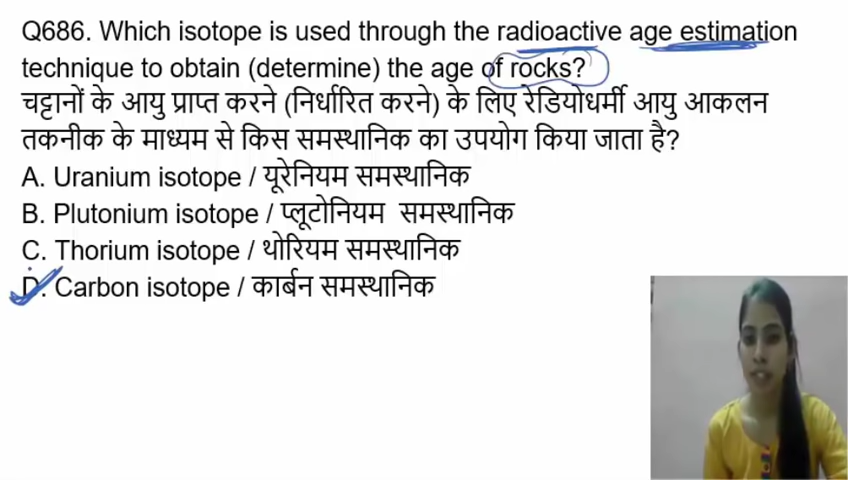 Q686. Which isotope is used through the radioactive age estimation
technique to obtain (determine) the age of rocks?
चट्टानों के आयु प्राप्त करने (निर्धारित करने) के लिए रेडियोधर्मी आयु आकलन
तकनीक के माध्यम से किस समस्थानिक का उपयोग किया जाता है?
A. Uranium isotope / यूरेनियम समस्थानिक
B. Plutonium isotope / प्लूटोनियम समस्थानिक
C. Thorium isotope / थोरियम समस्थानिक
D. Carbon isotope / कार्बन समस्थानिक